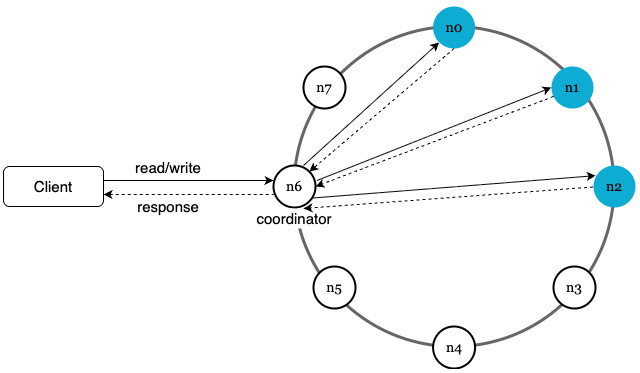 n0
n7
n1
read/write
Client
n6
n2
response
coordinator
n5
n3
n4